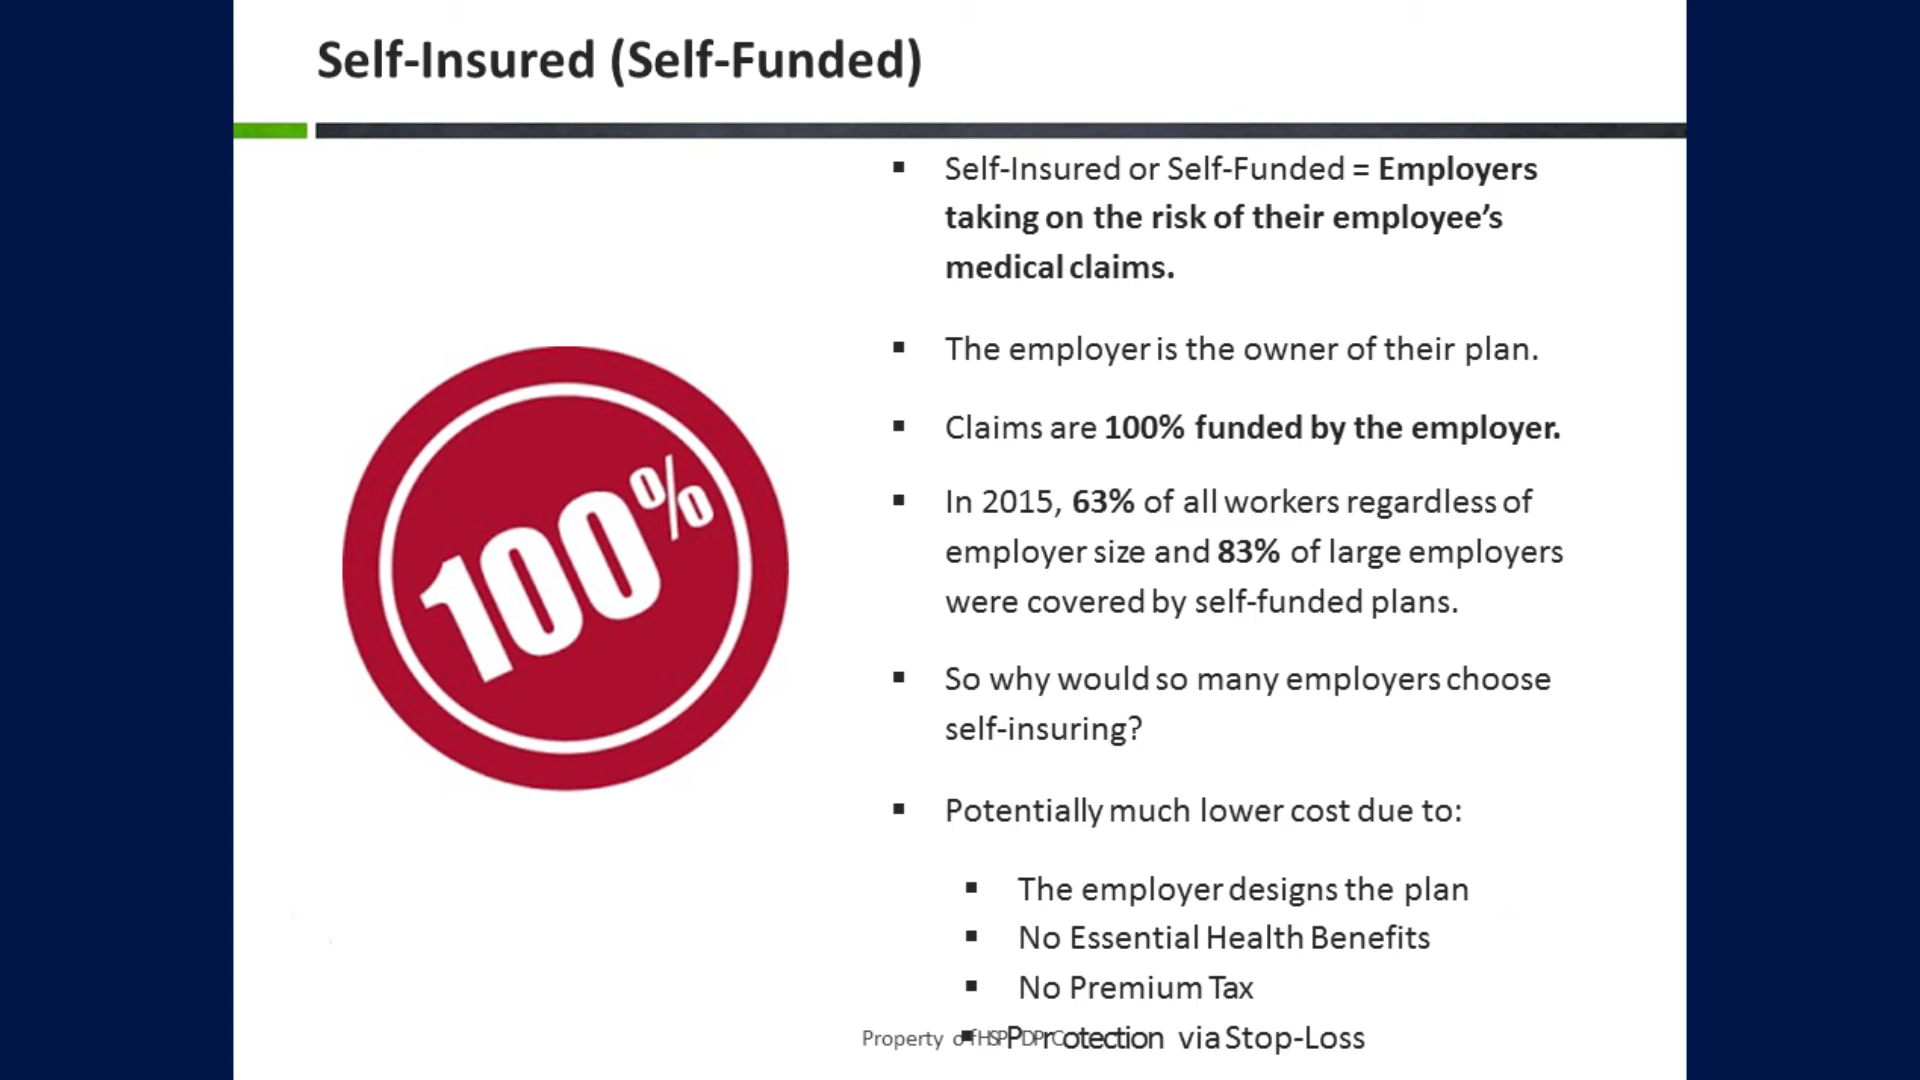 Self-Insured (Self-Funded)
100%
▪ Self-Insured or Self-Funded = Employers
taking on the risk of their employee’s
medical claims.
▪ The employer is the owner of their plan.
▪ Claims are 100% funded by the employer.
▪ In 2015, 63% of all workers regardless of
employer size and 83% of large employers
were covered by self-funded plans.
▪ So why would so many employers choose
self-insuring?
▪ Potentially much lower cost due to:
▪ The employer designs the plan
▪ No Essential Health Benefits
▪ No Premium Tax
▪ Protection via Stop-Loss
Property of